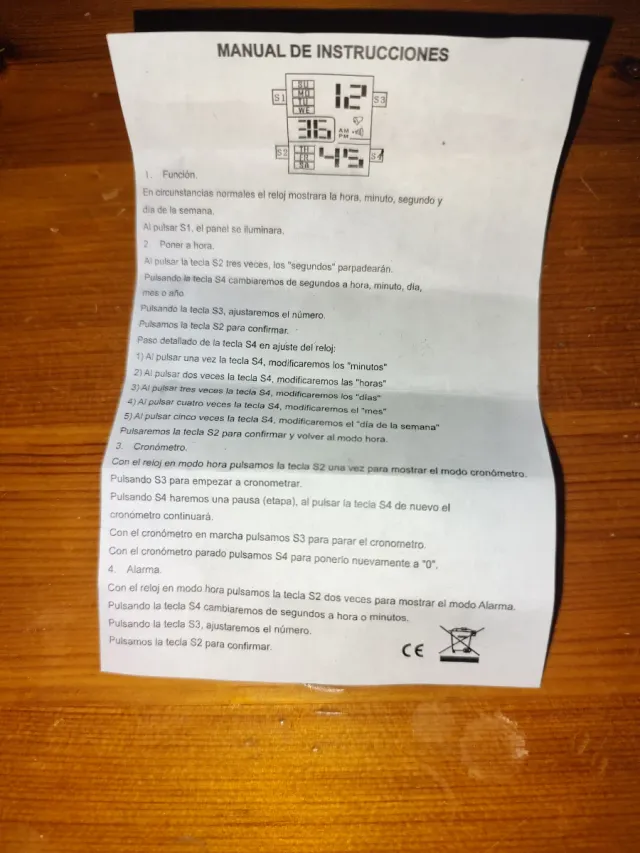 MANUAL DE INSTRUCCIONES
SU
MO
TU
WE
12
S1
S3
36
AM
PM
S2
TH
FR
SA
45
S4
1. Función.
En circunstancias normales el reloj mostrara la hora, minuto, segundo y
dia de la semana.
Al pulsar S1, el panel se iluminara.
2. Poner a hora.
Al pulsar la tecla S2 tres veces, los "segundos" parpadearán.
Pulsando la tecla S4 cambiaremos de segundos a hora, minuto, día,
mes o año
Pulsando la tecla S3, ajustaremos el número.
Pulsamos la tecla S2 para confirmar.
Paso detallado de la tecla S4 en ajuste del reloj:
1) Al pulsar una vez la tecla S4, modificaremos los "minutos"
2) Al pulsar dos veces la tecla S4, modificaremos las "horas"
3) Al pulsar tres veces la tecla S4, modificaremos los "días"
4) Al pulsar cuatro veces la tecla S4, modificaremos el "mes"
5) Al pulsar cinco veces la tecla S4, modificaremos el "día de la semana"
Pulsaremos la tecla S2 para confirmar y volver al modo hora.
3. Cronómetro.
Con el reloj en modo hora pulsamos la tecla S2 una vez para mostrar el modo cronómetro.
Pulsando S3 para empezar a cronometrar.
Pulsando S4 haremos una pausa (etapa), al pulsar la tecla S4 de nuevo el
cronómetro continuará.
Con el cronómetro en marcha pulsamos S3 para parar el cronometro.
Con el cronómetro parado pulsamos S4 para ponerlo nuevamente a "0".
4. Alarma.
Con el reloj en modo hora pulsamos la tecla S2 dos veces para mostrar el modo Alarma.
Pulsando la tecla S4 cambiaremos de segundos a hora o minutos.
Pulsando la tecla S3, ajustaremos el número.
Pulsamos la tecla S2 para confirmar.
CE